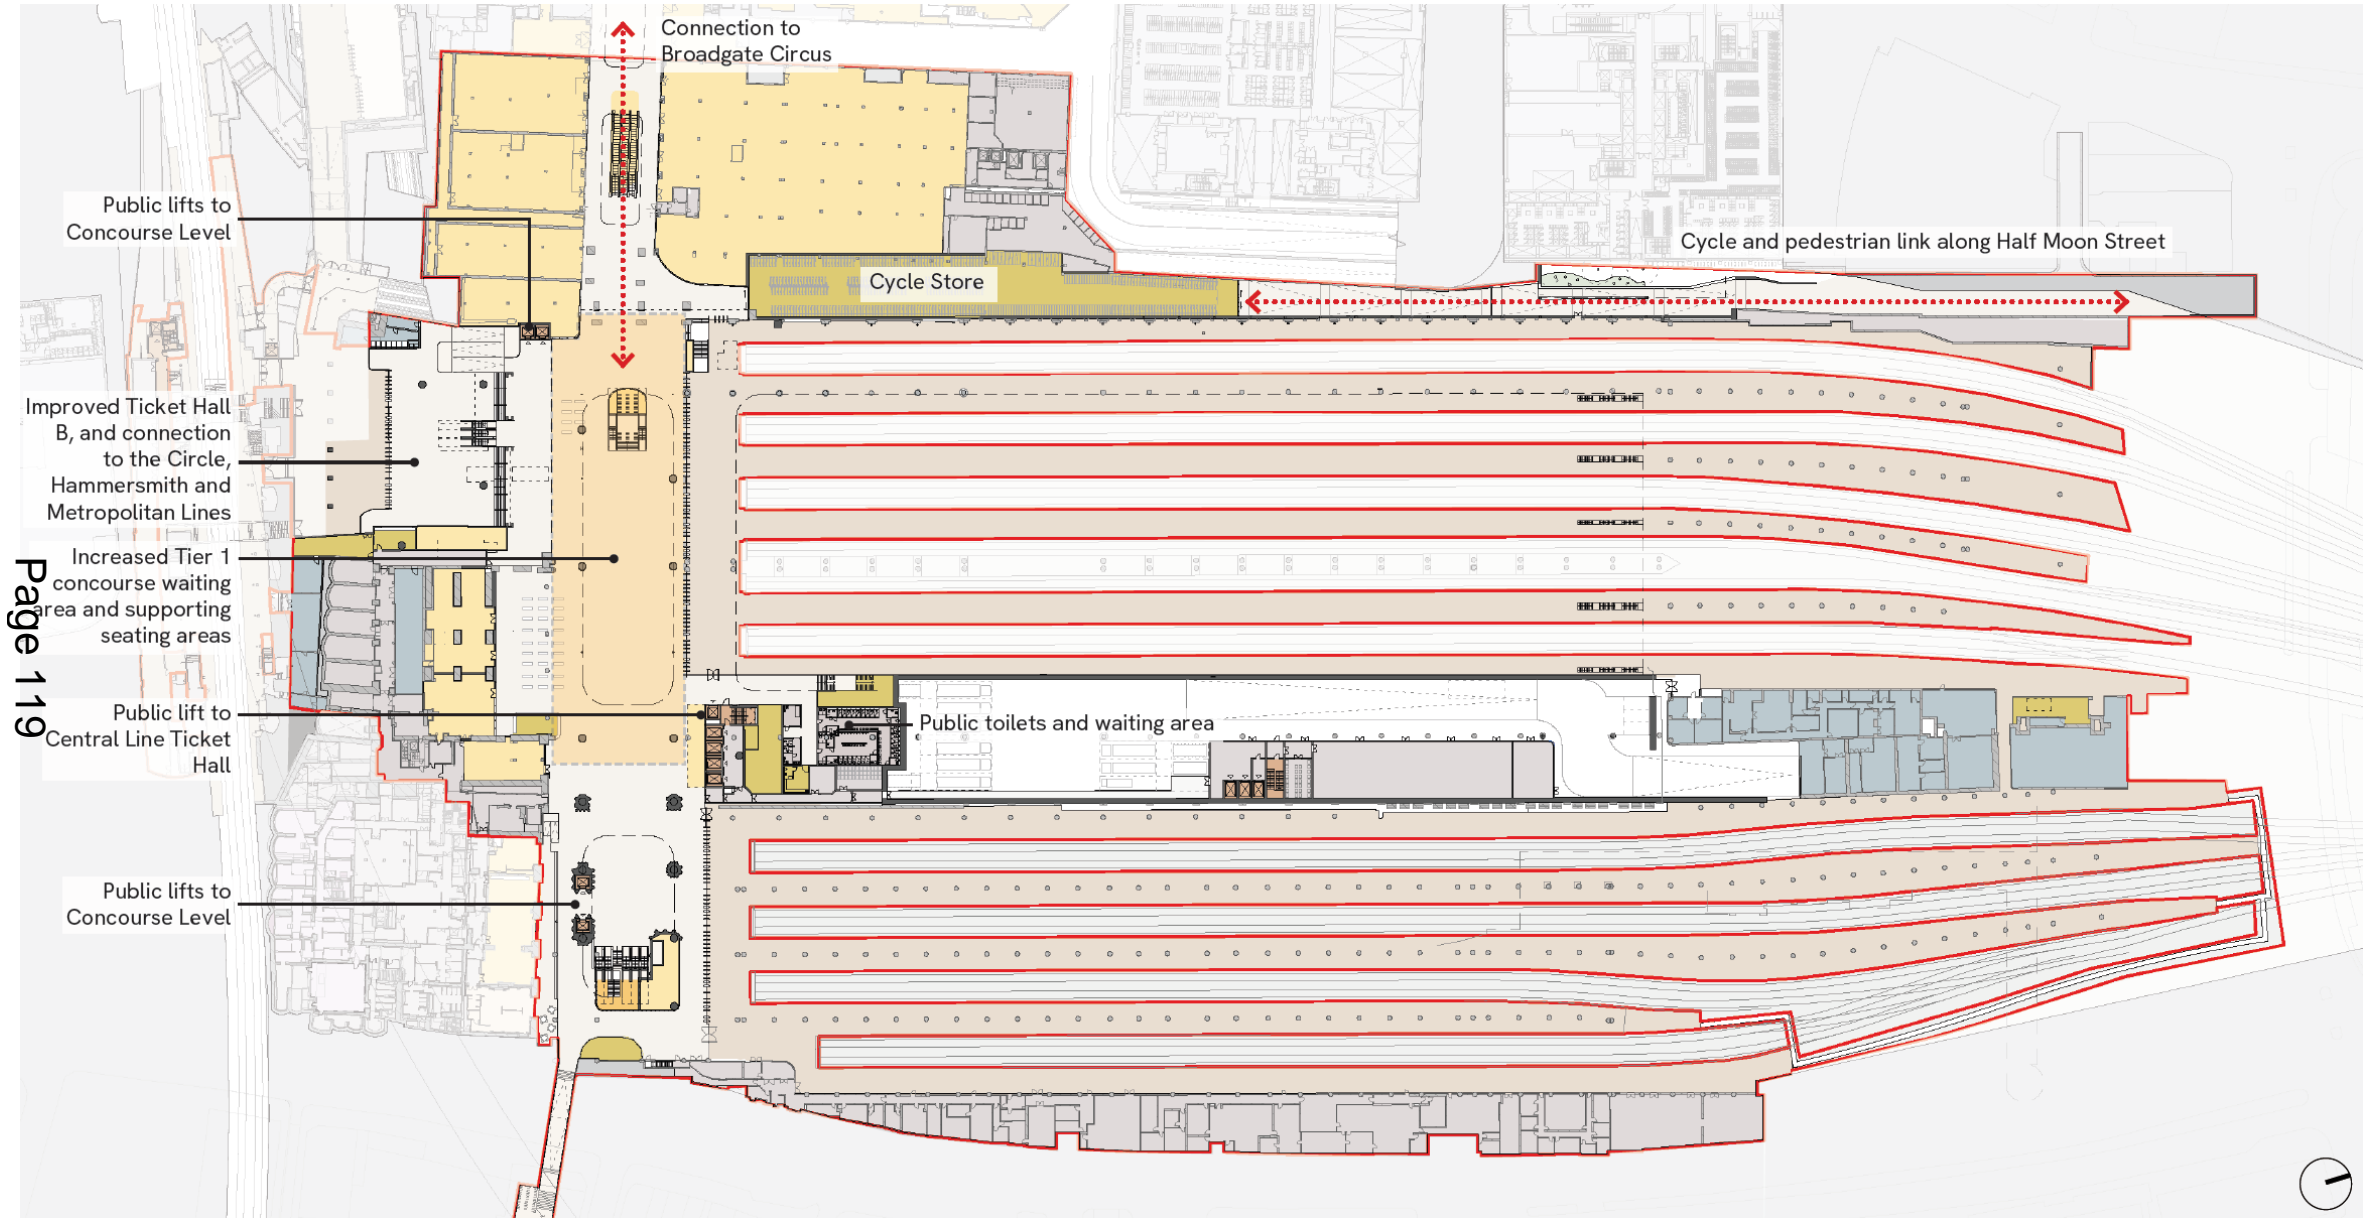 Connection to
Broadgate Circus
Public lifts to
Concourse Level
Cycle and pedestrian link along Half Moon Street
Cycle Store
Improved Ticket Hall
B, and connection
to the Circle,
Hammersmith and
Metropolitan Lines
Increased Tier 1
concourse waiting
area and supporting
seating areas
Page 119
Public lift to
Central Line Ticket
Hall
Public toilets and waiting area
Public lifts to
Concourse Level